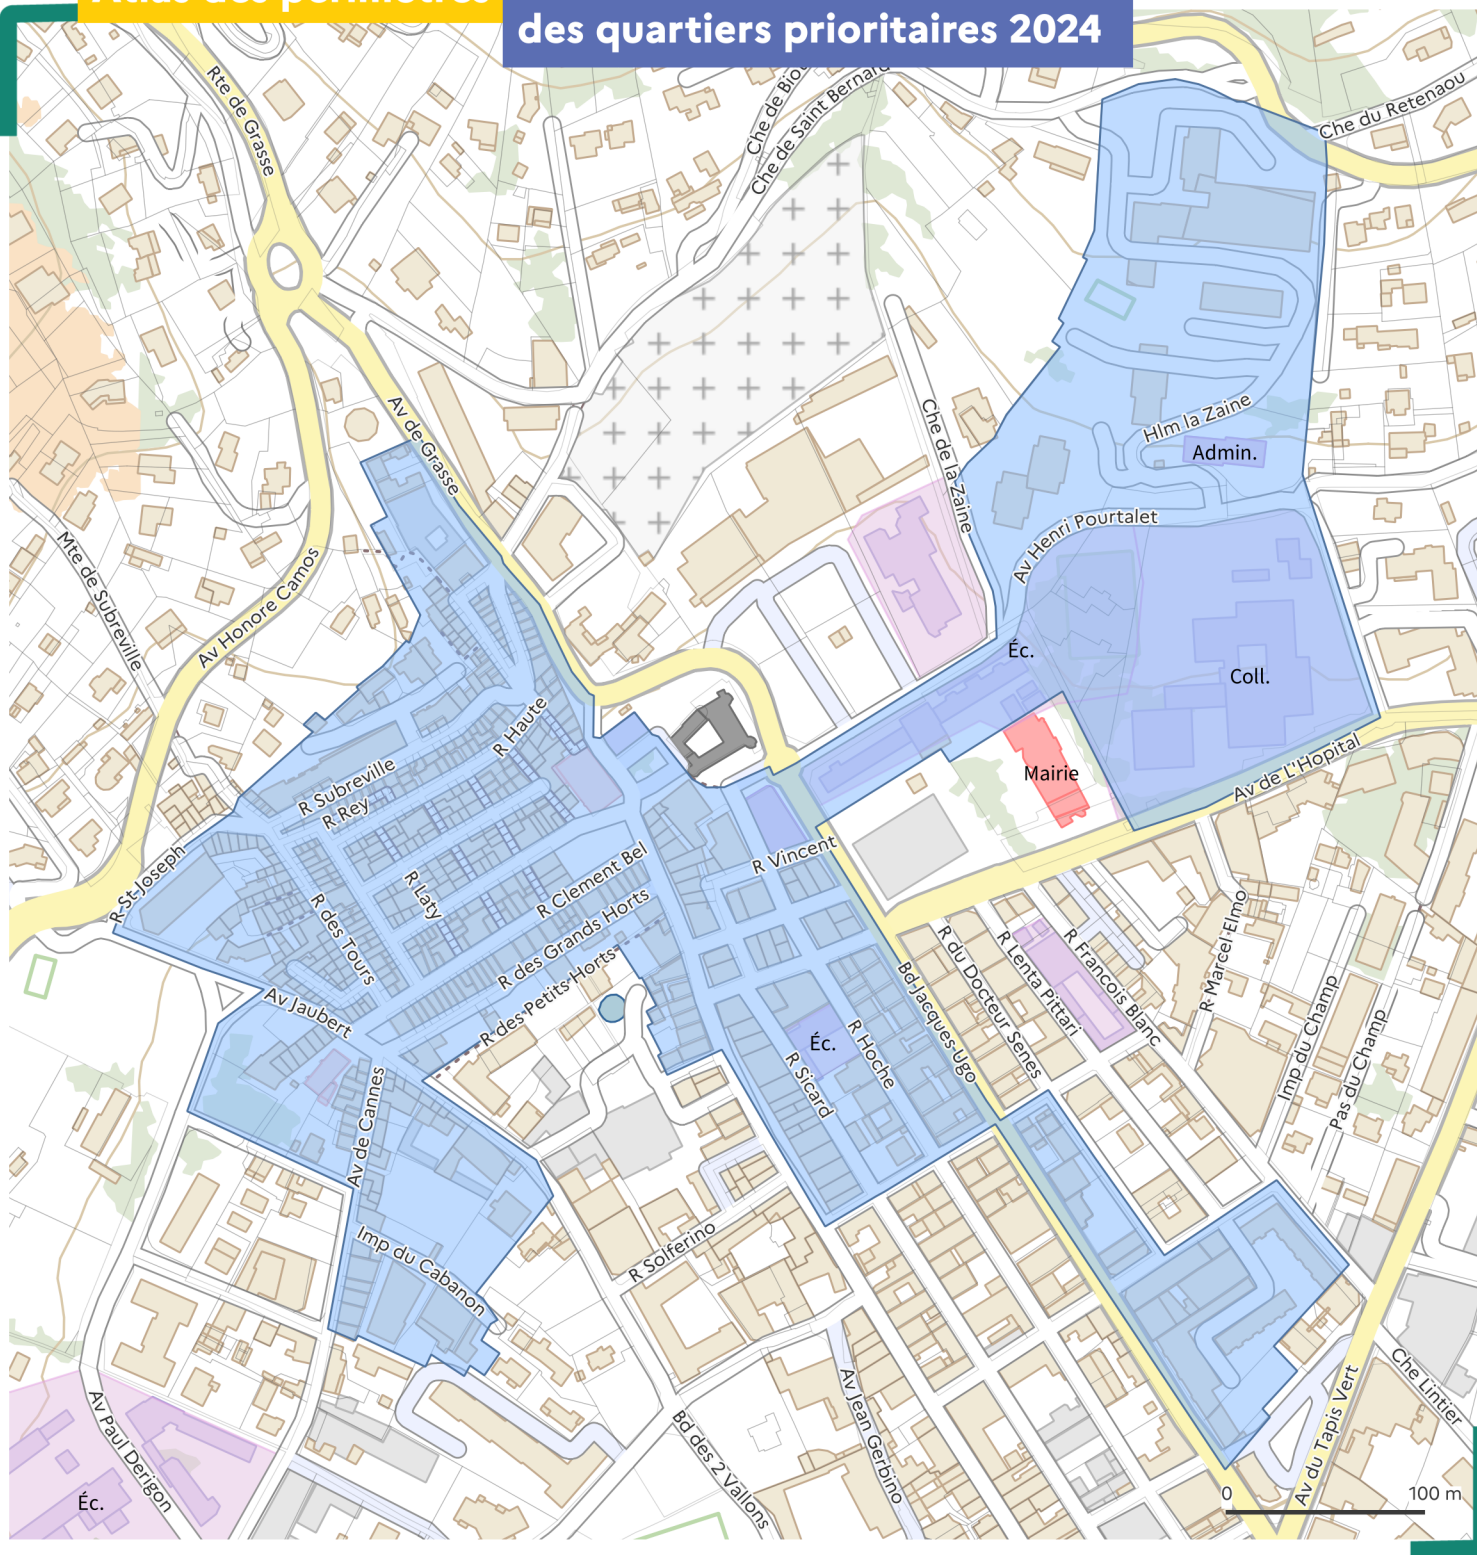 Atlas des périmètres
des quartiers prioritaires 2024
Rte de Grasse
Che de Saint Bernard
Che du Retenaou
Av de Grasse
Che de la Zaine
Hlm la Zaine
Admin.
Av Henri Pourtalet
Mte de Subreville
Av Honore Camos
Éc.
Coll.
R Haute
R Subreville
R Rey
Mairie
Av de L'Hopital
R St-Joseph
R Vincent
R Clement Bel
R Laty
R des Tours
R des Grands Horts
R des Petits Horts
Av Jaubert
R du Docteur Senes
R Lenta Pittari
R Francois Blanc
R Marcel Elmo
Bd Jacques Ugo
Imp du Champ
Pas du Champ
Éc.
R Hoche
R Sicard
Av de Cannes
Imp du Cabanon
R Solferino
Av Jean Gerbino
Bd des 2 Vallons
Av Paul Derigon
Éc.
Che Lintier
Av du Tapis Vert
0 100 m